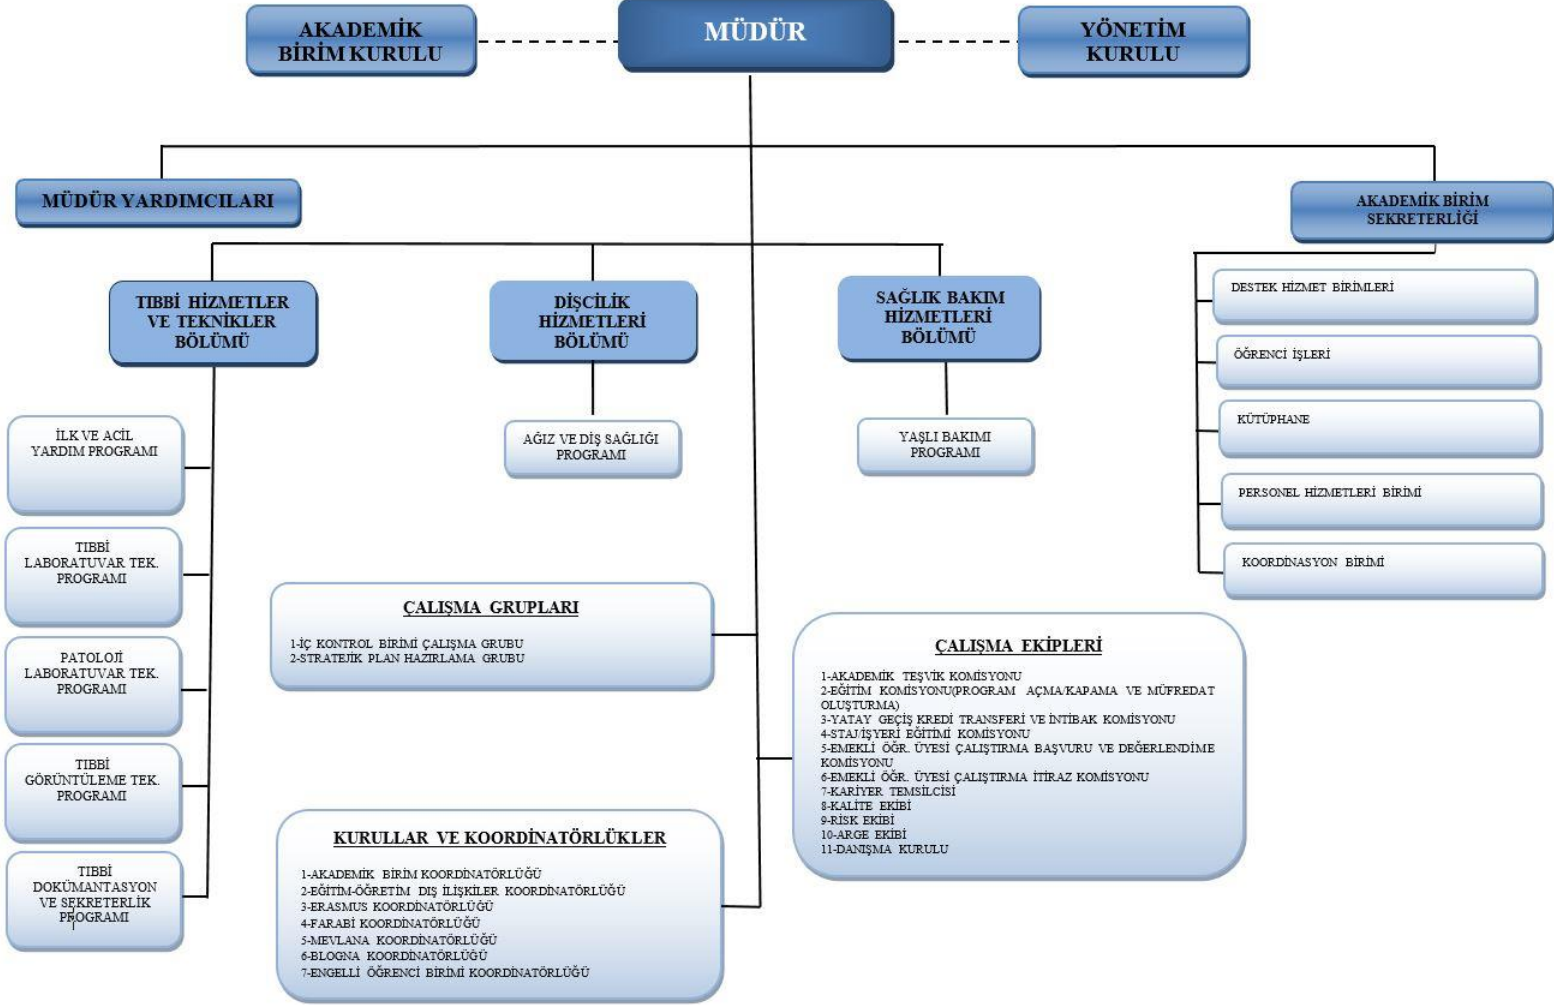 AKADEMİK
BİRİM KURULU
MÜDÜR
YÖNETİM
KURULU
MÜDÜR YARDIMCILARI
AKADEMİK BİRİM
SEKRETERLİĞİ
TIBBİ HİZMETLER
VE TEKNİKLER
BÖLÜMÜ
DİŞCİLİK
HİZMETLERİ
BÖLÜMÜ
SAĞLIK BAKIM
HİZMETLERİ
BÖLÜMÜ
DESTEK HİZMET BİRİMLERİ
ÖĞRENCİ İŞLERİ
KÜTÜPHANE
PERSONEL HİZMETLERİ BİRİMİ
KOORDİNASYON BİRİMİ
İLK VE ACİL
YARDIM PROGRAMI
TIBBİ
LABORATUVAR TEK.
PROGRAMI
PATOLOJİ
LABORATUVAR TEK.
PROGRAMI
TIBBİ
GÖRÜNTÜLEME TEK.
PROGRAMI
TIBBİ
DOKÜMANTASYON
VE SEKRETERLİK
PROGRAMI
AĞIZ VE DİŞ SAĞLIĞI
PROGRAMI
YAŞLI BAKIMI
PROGRAMI
ÇALIŞMA GRUPLARI
1-İÇ KONTROL BİRİMİ ÇALIŞMA GRUBU
2-STRATEJİK PLAN HAZIRLAMA GRUBU
ÇALIŞMA EKİPLERİ
1-AKADEMİK TEŞVİK KOMİSYONU
2-EĞİTİM KOMİSYONU(PROGRAM AÇMA/KAPAMA VE MÜFREDAT
OLUŞTURMA)
3-YATAY GEÇİŞ KREDİ TRANSFERİ VE İNTİBAK KOMİSYONU
4-STAJ/İŞYERİ EĞİTİMİ KOMİSYONU
5-EMEKLİ ÖĞR. ÜYESİ ÇALIŞTIRMA BAŞVURU VE DEĞERLENDİME
KOMİSYONU
6-EMEKLİ ÖĞR. ÜYESİ ÇALIŞTIRMA İTİRAZ KOMİSYONU
7-KARİYER TEMSİLCİSİ
8-KALİTE EKİBİ
9-RİSK EKİBİ
10-ARGE EKİBİ
11-DANIŞMA KURULU
KURULLAR VE KOORDİNATÖRLÜKLER
1-AKADEMİK BİRİM KOORDİNATÖRLÜĞÜ
2-EĞİTİM-ÖĞRETİM DIŞ İLİŞKİLER KOORDİNATÖRLÜĞÜ
3-ERASMUS KOORDİNATÖRLÜĞÜ
4-FARABİ KOORDİNATÖRLÜĞÜ
5-MEVLANA KOORDİNATÖRLÜĞÜ
6-BLOGNA KOORDİNATÖRLÜĞÜ
7-ENGELLİ ÖĞRENCİ BİRİMİ KOORDİNATÖRLÜĞÜ